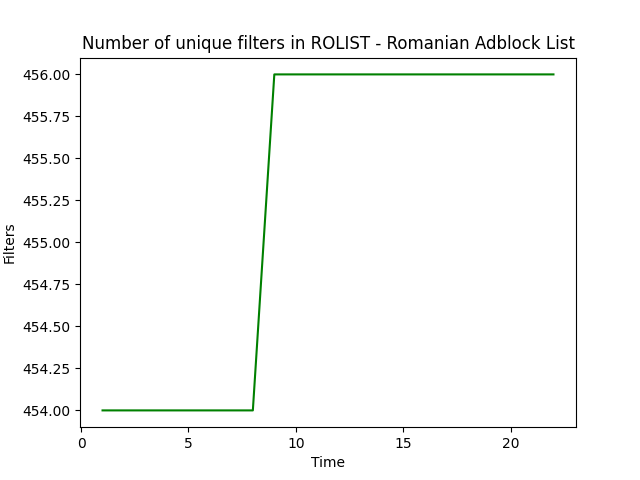 Number of unique filters in ROLIST - Romanian Adblock List
456.00
455.75
455.50
455.25
455.00
454.75
454.50
454.25
454.00
Filters
0 5 10 15 20
Time